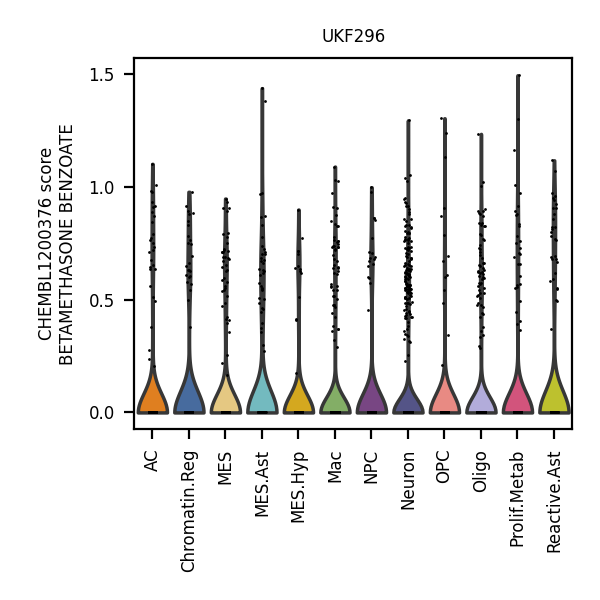 UKF296
CHEMBL1200376 score
BETAMETHASONE BENZOATE
1.5
1.0
0.5
0.0
AC
Chromatin.Reg
MES
MES.Ast
MES.Hyp
Mac
NPC
Neuron
OPC
Oligo
Prolif.Metab
Reactive.Ast